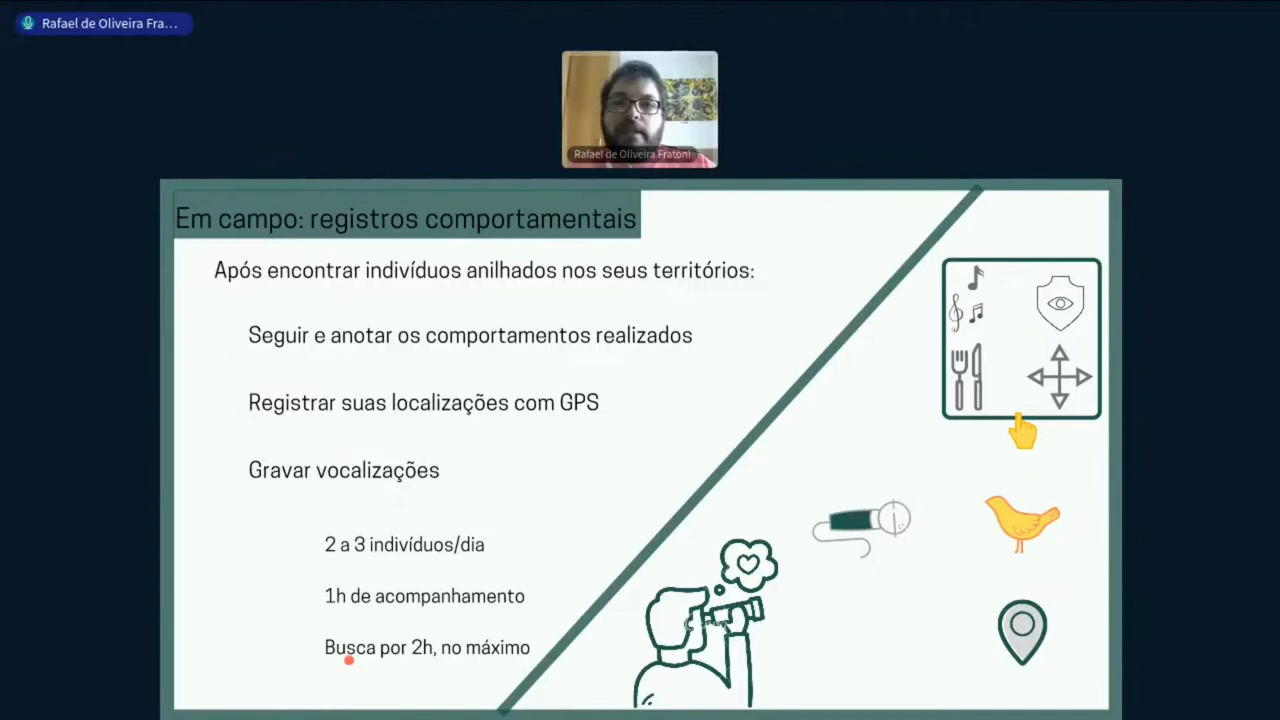 Rafael de Oliveira Fra...
Rafael de Oliveira Fratoni
Em campo: registros comportamentais
Após encontrar indivíduos anilhados nos seus territórios:
Seguir e anotar os comportamentos realizados
Registrar suas localizações com GPS
Gravar vocalizações
2 a 3 indivíduos/dia
1h de acompanhamento
Busca por 2h, no máximo